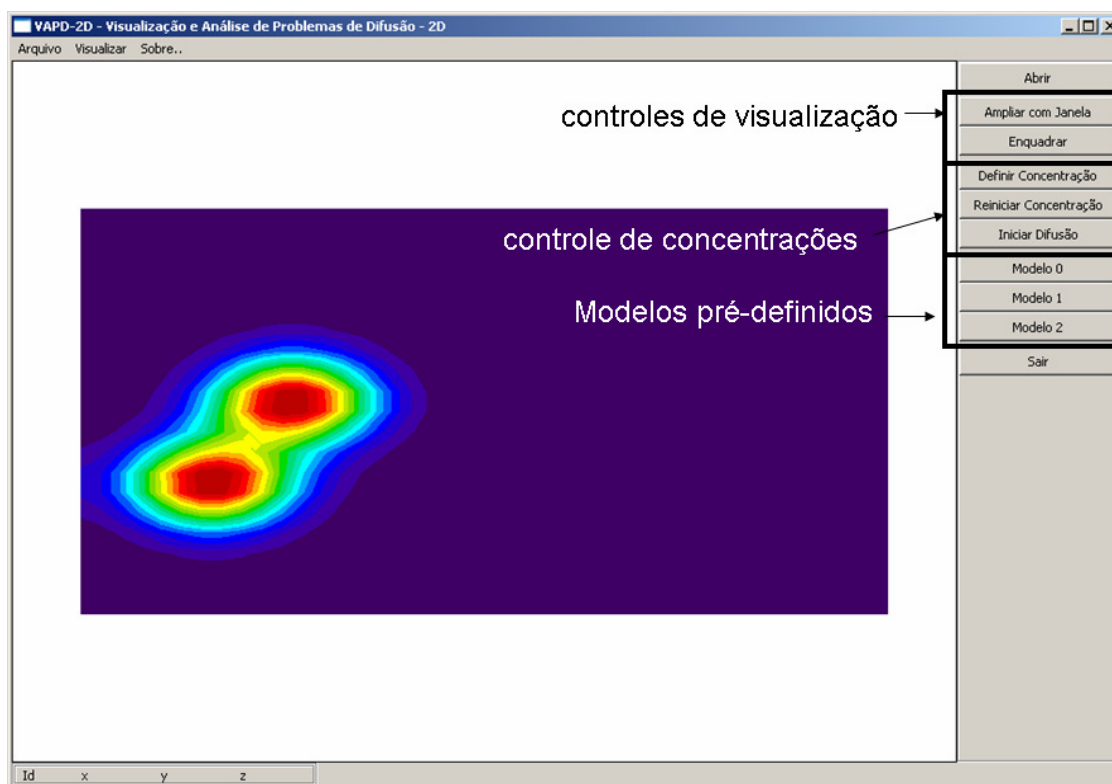 VAPD-2D - Visualização e Análise de Problemas de Difusão - 2D
Arquivo Visualizar Sobre..
Abrir
controles de visualização
Ampliar com Janela
Enquadrar
Definir Concentração
Reiniciar Concentração
controle de concentrações
Iniciar Difusão
Modelo 0
Modelos pré-definidos
Modelo 1
Modelo 2
Sair
Id x y z